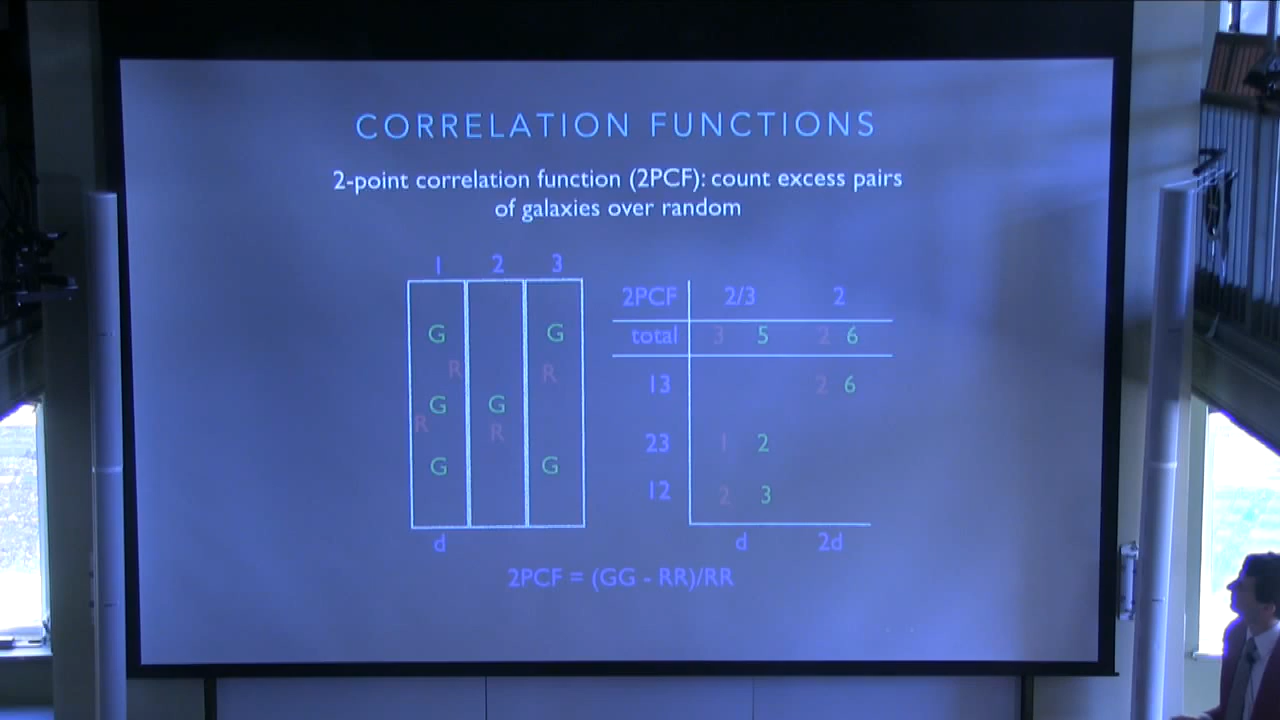 CORRELATION FUNCTIONS
2-point correlation function (2PCF): count excess pairs
of galaxies over random
1 2 3
G G
R R
G G
R R
G G
d
2PCF 2/3 2
total 3 5 2 6
13 2 6
23 1 2
12 2 3
d 2d
2PCF = (GG - RR)/RR